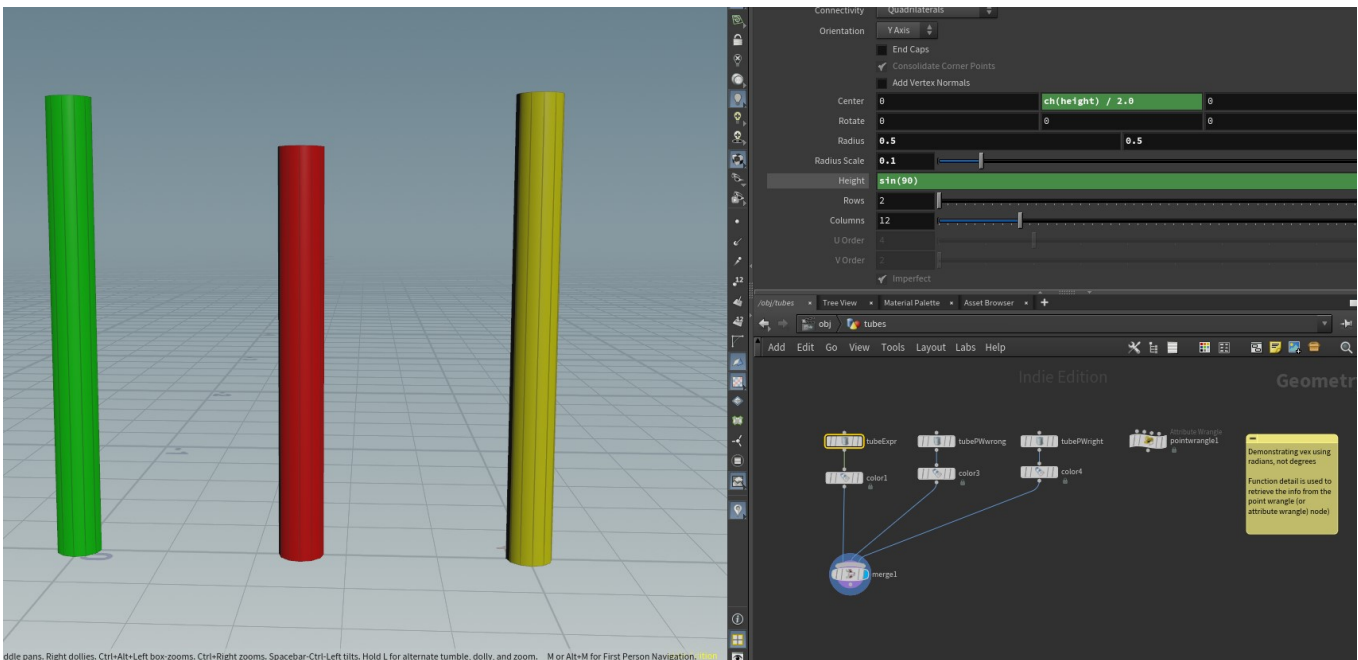 Connectivity Quadrilaterals
Orientation Y Axis
End Caps
Consolidate Corner Points
Add Vertex Normals
Center 0 ch(height) / 2.0 0
Rotate 0 0 0
Radius 0.5 0.5
Radius Scale 0.1
Height sin(90)
Rows 2
Columns 12
U Order 4
V Order 2
Imperfect
/obj/tubes Tree View Material Palette Asset Browser
obj tubes
Add Edit Go View Tools Layout Labs Help
Indie Edition Geometr
tubeExpr tubePWwrong tubePWright Attribute Wrangle
pointwrangle1
color1 color3 color4
merge1
Demonstrating vex using
radians, not degrees
Function detail is used to
retrieve the info from the
point wrangle (or
attribute wrangle) node)
12
ddle pans. Right dollies. Ctrl+Alt+Left box-zooms. Ctrl+Right zooms. Spacebar-Ctrl-Left tilts. Hold L for alternate tumble, dolly, and zoom. M or Alt+M for First Person Navigation.